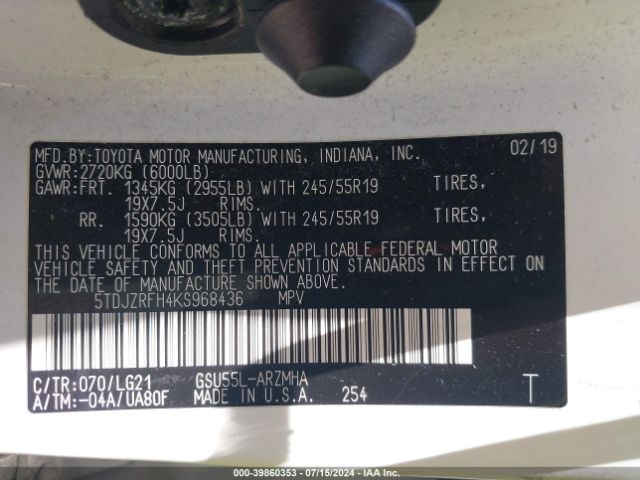 MFD.BY:TOYOTA MOTOR MANUFACTURING, INDIANA, INC. 02/19
GVWR:2720KG (6000LB)
GAWR:FRT. 1345KG (2955LB) WITH 245/55R19 TIRES,
19X7.5J RIMS.
RR. 1590KG (3505LB) WITH 245/55R19 TIRES,
19X7.5J RIMS.
THIS VEHICLE CONFORMS TO ALL APPLICABLE FEDERAL MOTOR
VEHICLE SAFETY AND THEFT PREVENTION STANDARDS IN EFFECT ON
THE DATE OF MANUFACTURE SHOWN ABOVE.
5TDJZRFH4KS968436 MPV
C/TR:070/LG21 GSU55L-ARZMHA
A/TM:-04A/UA80F MADE IN U.S.A. 254 T
000-39860353 - 07/15/2024 - IAA Inc.